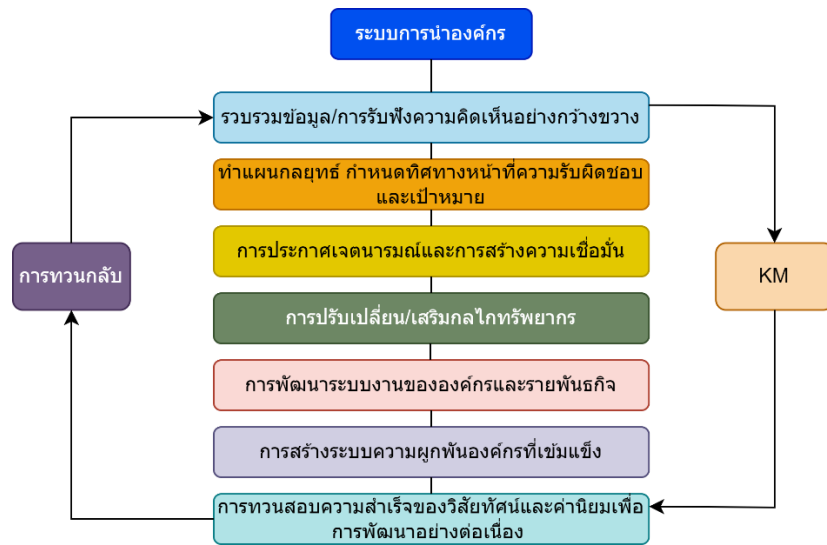 ระบบการนำองค์กร
รวบรวมข้อมูล/การรับฟังความคิดเห็นอย่างกว้างขวาง
ทำแผนกลยุทธ์ กำหนดทิศทางหน้าที่ความรับผิดชอบ
และเป้าหมาย
การประกาศเจตนารมณ์และการสร้างความเชื่อมั่น
การทวนกลับ
KM
การปรับเปลี่ยน/เสริมกลไกทรัพยากร
การพัฒนาระบบงานขององค์กรและรายพันธกิจ
การสร้างระบบความผูกพันองค์กรที่เข้มแข็ง
การทวนสอบความสำเร็จของวิสัยทัศน์และค่านิยมเพื่อ
การพัฒนาอย่างต่อเนื่อง